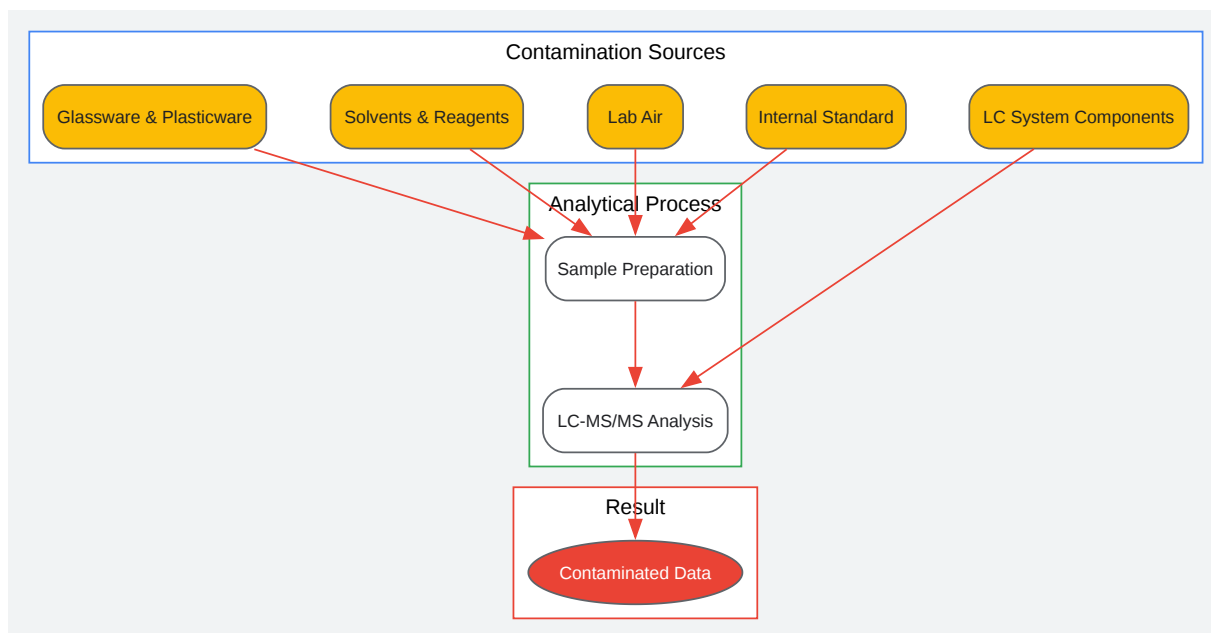 Contamination Sources
Glassware & Plasticware
Solvents & Reagents
Lab Air
Internal Standard
LC System Components
Analytical Process
Sample Preparation
LC-MS/MS Analysis
Result
Contaminated Data